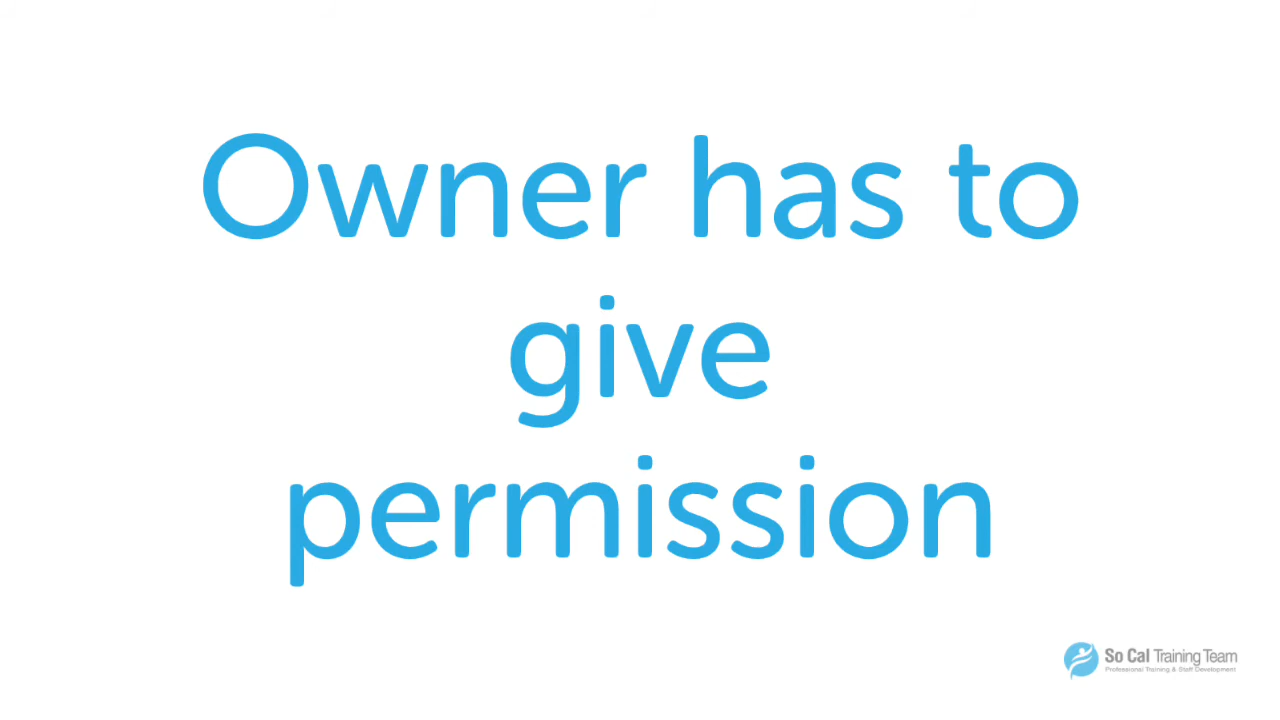 Owner has to
give
permission
So Cal Training Team
Professional Training & Staff Development